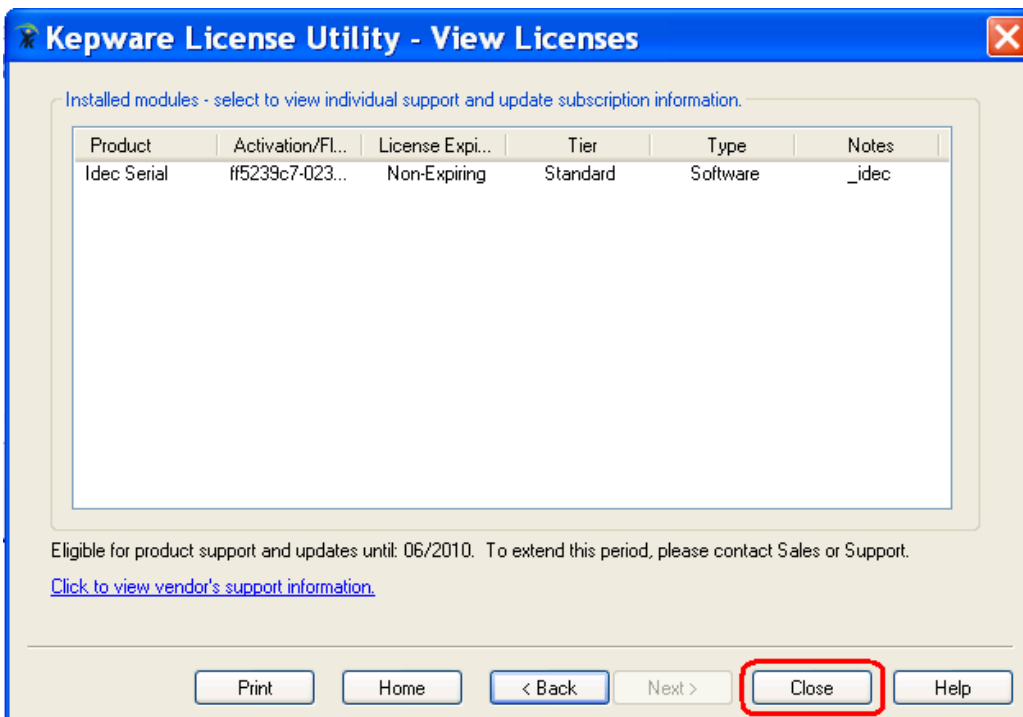 Kepware License Utility - View Licenses
Installed modules - select to view individual support and update subscription information.
Product Activation/Fl... License Expi... Tier Type Notes
Idec Serial ff5239c7-023... Non-Expiring Standard Software _idec
Eligible for product support and updates until: 06/2010. To extend this period, please contact Sales or Support.
Click to view vendor's support information.
Print Home < Back Next > Close Help